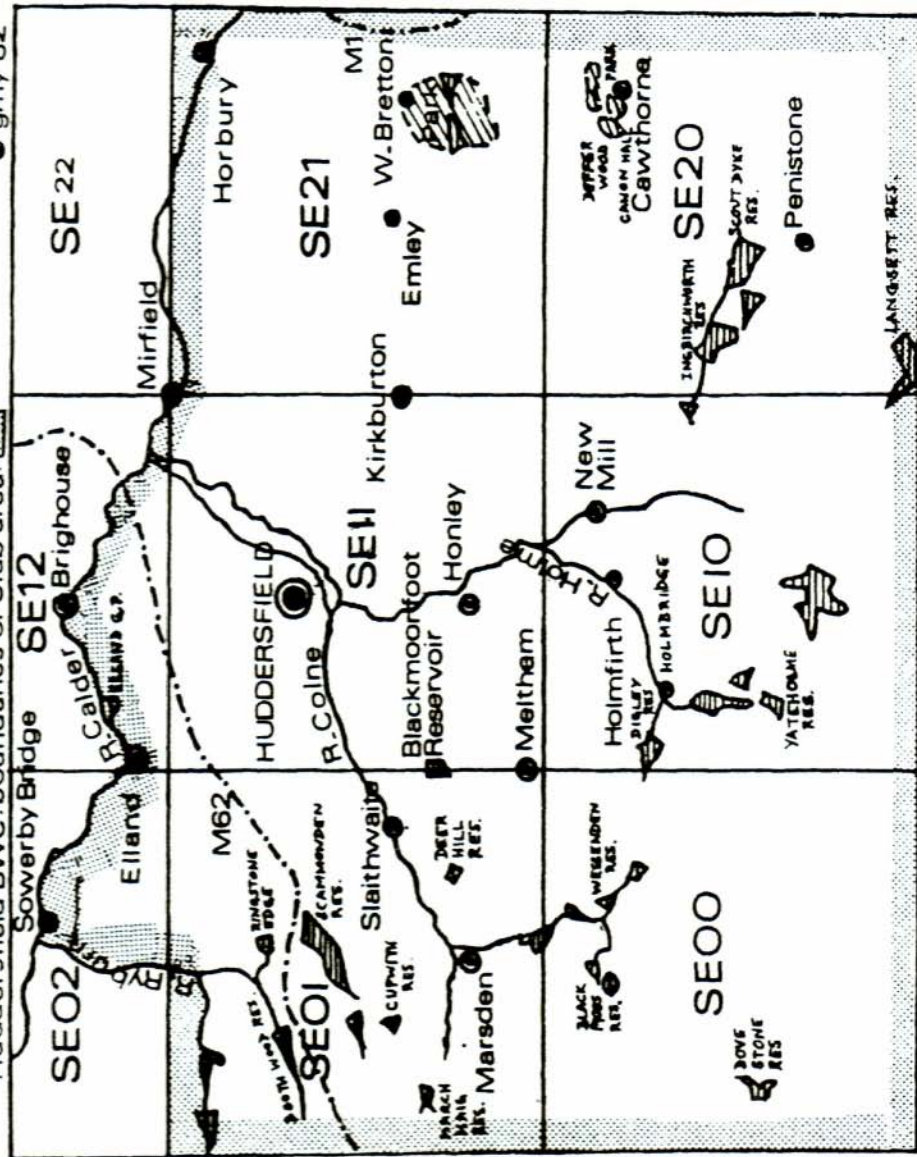 SE02
SE12
SE22
Sowerby Bridge
Brighouse
R. Calder
ELLAND G.P.
Elland
Mirfield
Horbury
M62
RINGSTONE
EDGE
SCAMMONDEN
RES.
BOOTH WOOD RES.
SE01
CUPWITH
RES.
Slaithwaite
HUDDERSFIELD
R. Colne
SE11
SE21
M1
W. Bretton
Park
Emley
Kirkburton
Blackmoorfoot
Reservoir
Honley
Meltham
DEER
HILL
RES.
MARCH
HAIG
RES.
Marsden
WESSENDEN
RES.
BLACK
MOSS
RES.
SE00
DOVE
STONE
RES
R. Holme
New
Mill
Holmfirth
DIGLEY
RES
HOLMBRIDGE
SE10
YATEHOLME
RES.
DEFFER
WOOD
CANON HALL
PARK
Cawthorne
SE20
INGBIRCHWORTH
RES
SCOUT DYKE
RES.
Penistone
LANGSETT RES.